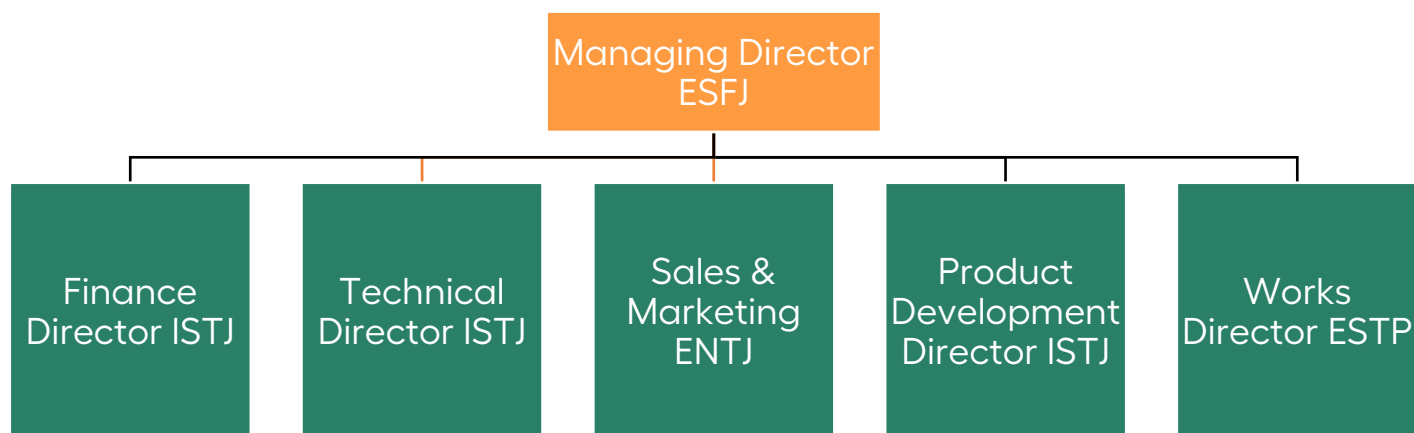 Managing Director
ESFJ
Finance
Director ISTJ
Technical
Director ISTJ
Sales &
Marketing
ENTJ
Product
Development
Director ISTJ
Works
Director ESTP